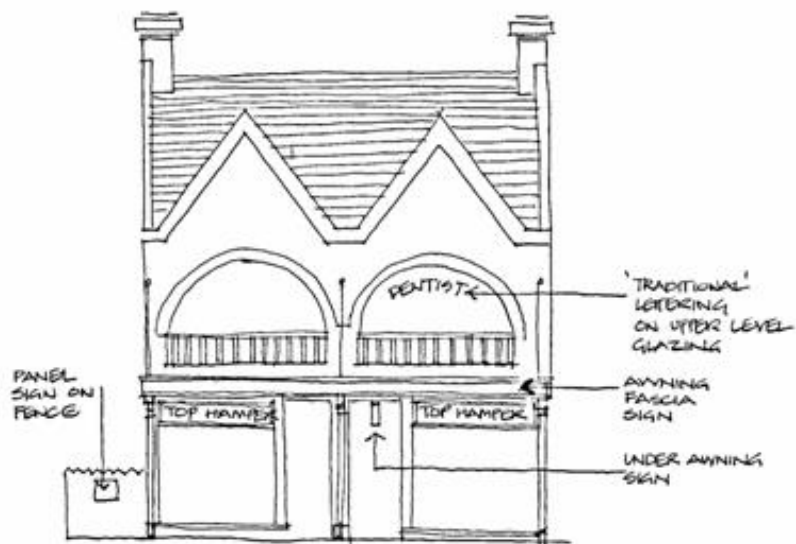 DENTIST
'TRADITIONAL'
LETTERING
ON UPPER LEVEL
GLAZING
PANEL
SIGN ON
FENCE
AWNING
FASCIA
SIGN
TOP HAMPER
TOP HAMPER
UNDER AWNING
SIGN